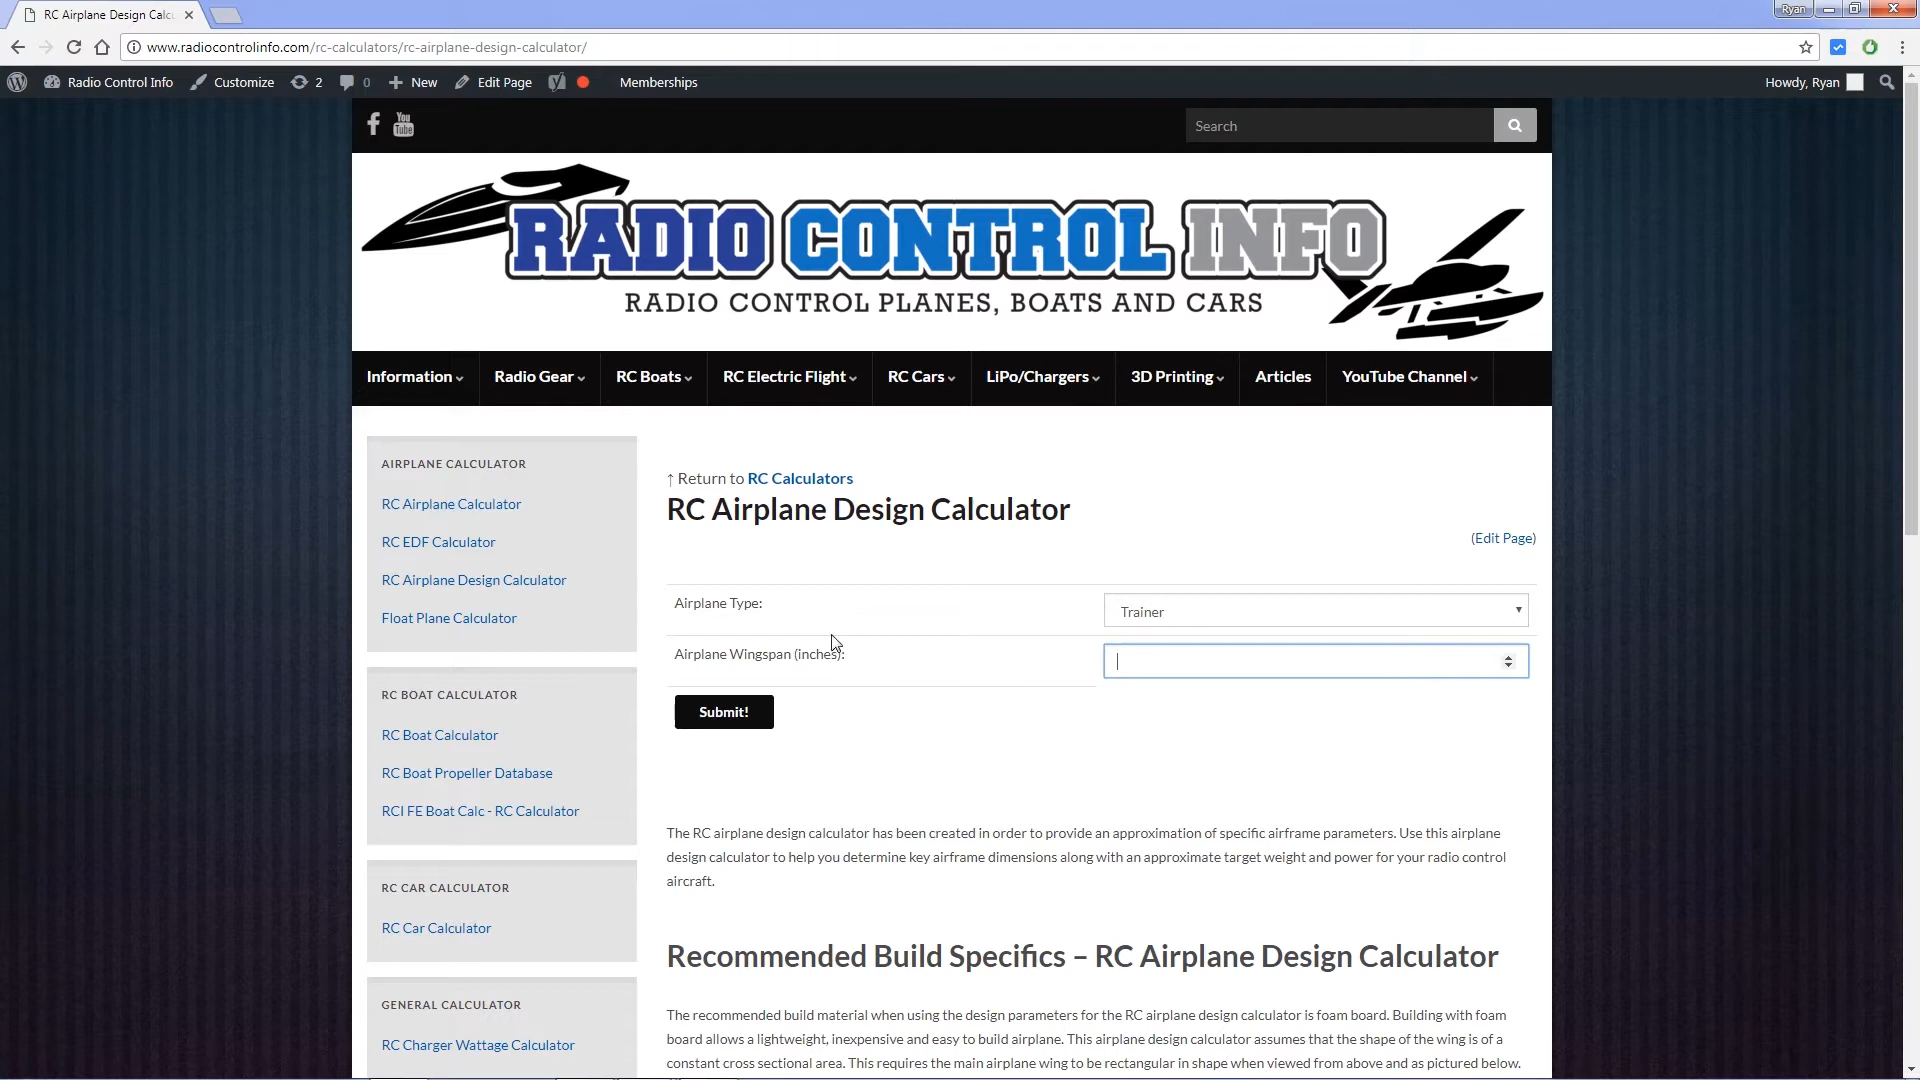 RC Airplane Design Calc
Ryan
www.radiocontrolinfo.com/rc-calculators/rc-airplane-design-calculator/
Radio Control Info Customize 2 0 New Edit Page Memberships Howdy, Ryan
You
Tube
Search
RADIO CONTROL INFO
RADIO CONTROL PLANES, BOATS AND CARS
Information Radio Gear RC Boats RC Electric Flight RC Cars LiPo/Chargers 3D Printing Articles YouTube Channel
AIRPLANE CALCULATOR
RC Airplane Calculator
RC EDF Calculator
RC Airplane Design Calculator
Float Plane Calculator
RC BOAT CALCULATOR
RC Boat Calculator
RC Boat Propeller Database
RCI FE Boat Calc - RC Calculator
RC CAR CALCULATOR
RC Car Calculator
GENERAL CALCULATOR
RC Charger Wattage Calculator
↑ Return to RC Calculators
RC Airplane Design Calculator
(Edit Page)
Airplane Type: Trainer
Airplane Wingspan (inches):
Submit!
The RC airplane design calculator has been created in order to provide an approximation of specific airframe parameters. Use this airplane
design calculator to help you determine key airframe dimensions along with an approximate target weight and power for your radio control
aircraft.
Recommended Build Specifics – RC Airplane Design Calculator
The recommended build material when using the design parameters for the RC airplane design calculator is foam board. Building with foam
board allows a lightweight, inexpensive and easy to build airplane. This airplane design calculator assumes that the shape of the wing is of a
constant cross sectional area. This requires the main airplane wing to be rectangular in shape when viewed from above and as pictured below.